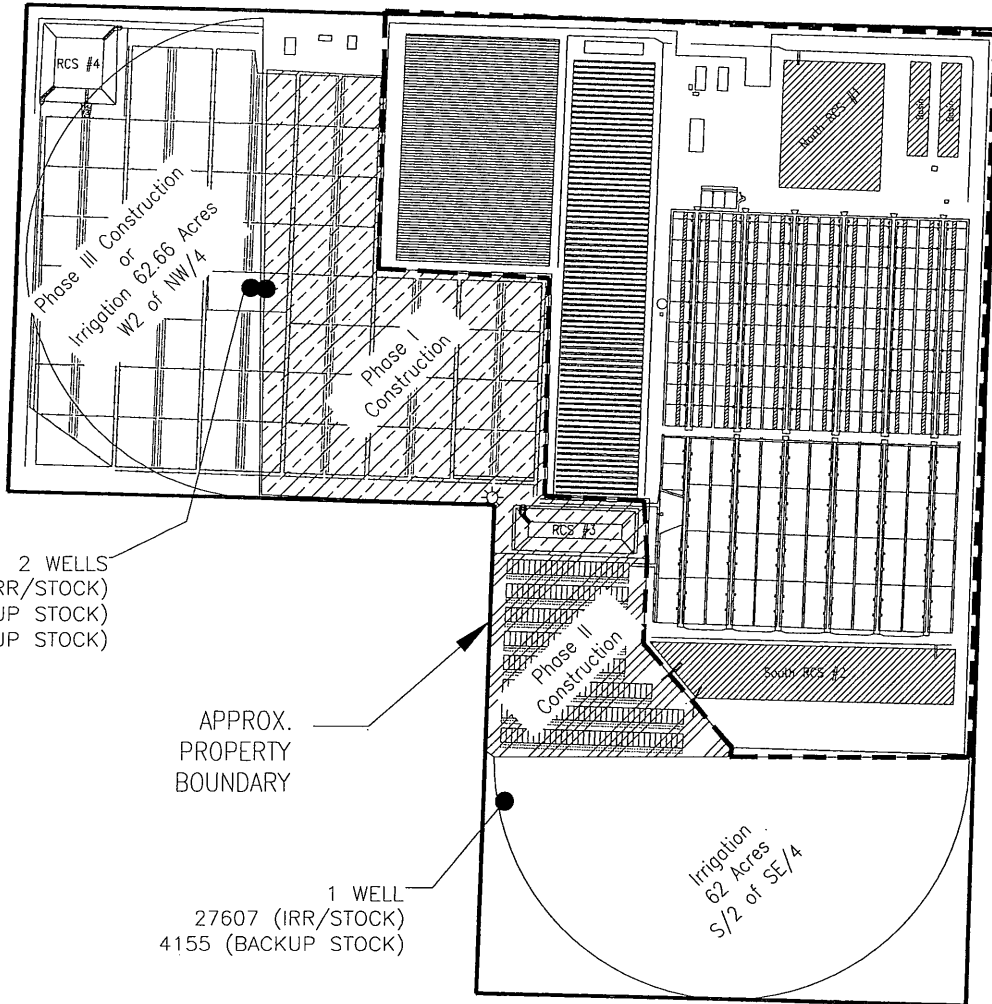 RCS #4
North RCS #1
Phase III Construction
or
Irrigation 62.66 Acres
W2 of NW/4
Phase I
Construction
RCS #3
2 WELLS
RR/STOCK)
UP STOCK)
UP STOCK)
Phase II
Construction
South RCS #2
APPROX.
PROPERTY
BOUNDARY
1 WELL
27607 (IRR/STOCK)
4155 (BACKUP STOCK)
Irrigation
62 Acres
S/2 of SE/4